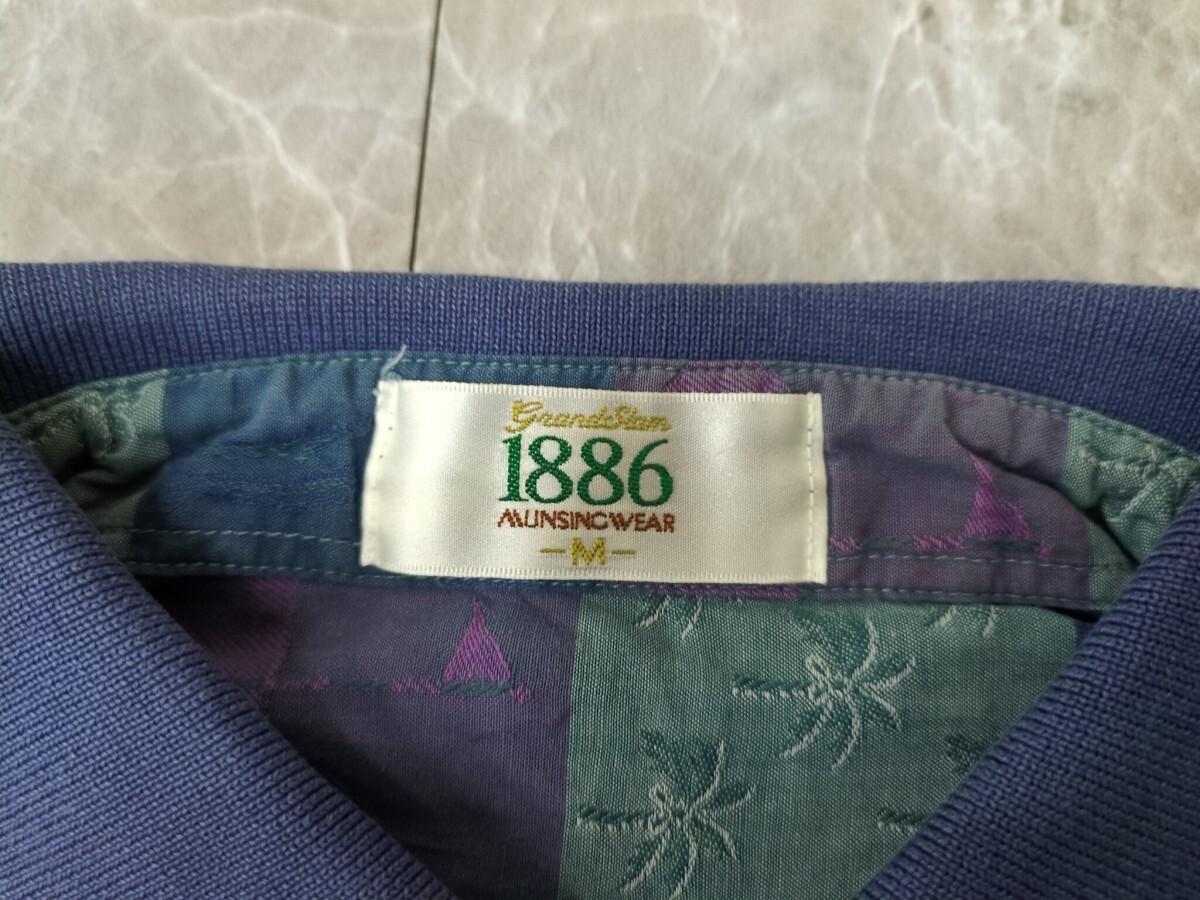 GrandSlam
1886
MUNSINGWEAR
-M-